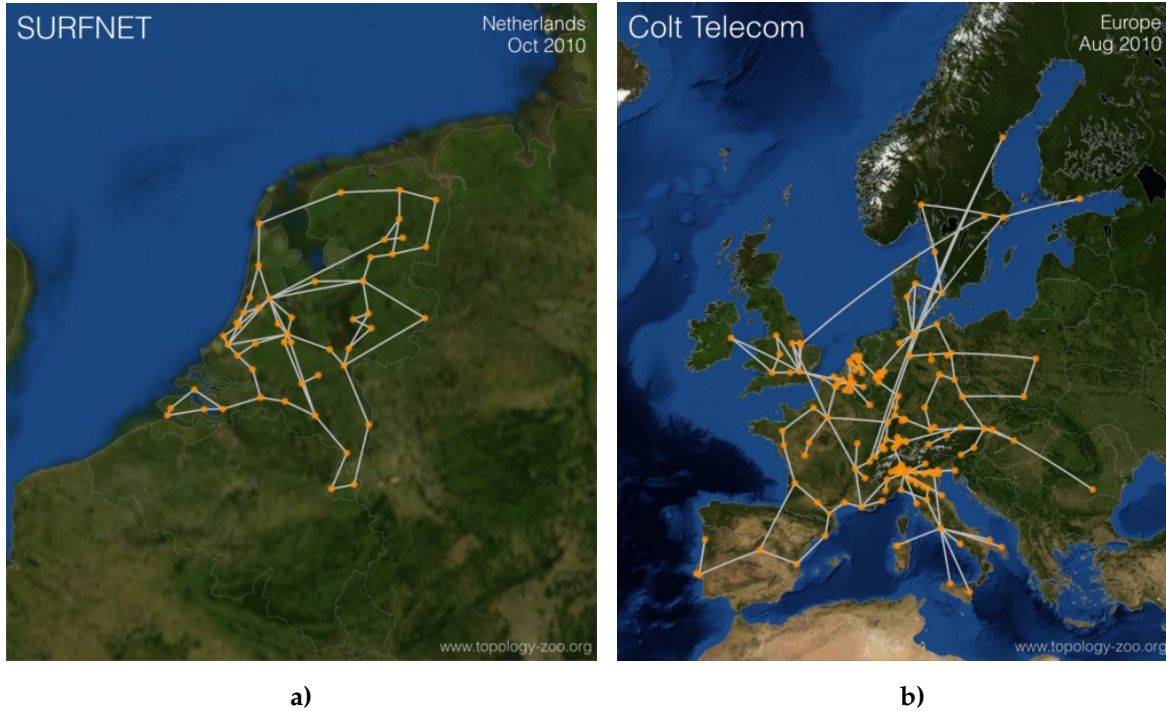 SURFNET
Netherlands
Oct 2010
www.topology-zoo.org
a)
Colt Telecom
Europe
Aug 2010
www.topology-zoo.org
b)